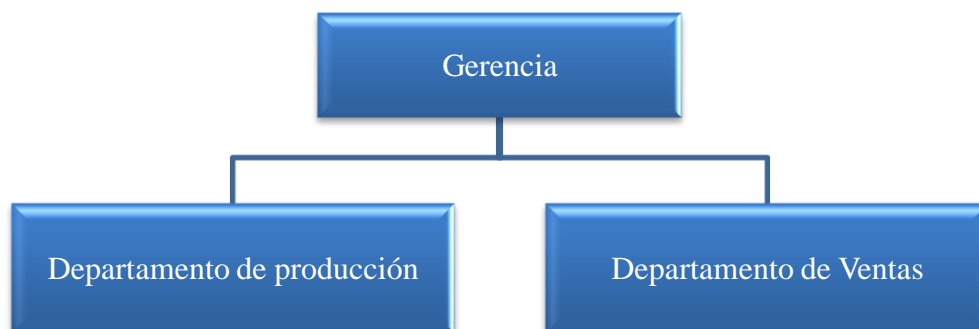 Gerencia
Departamento de producción
Departamento de Ventas